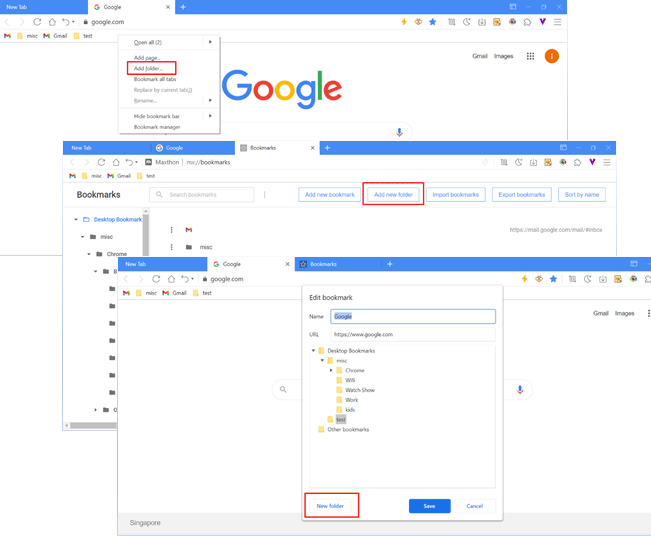 New Tab
Google
google.com
misc
Gmail
test
Open all (2)
Add page...
Add folder...
Bookmark all tabs
Replace by current tab(J)
Rename...
Hide bookmark bar
Bookmark manager
Gmail Images
I
Google
New Tab
Google
Bookmarks
Maxthon | mx://bookmarks
misc
Gmail
test
Bookmarks
Search bookmarks
Add new bookmark
Add new folder
Import bookmarks
Export bookmarks
Sort by name
Desktop Bookmark
misc
Chrome
B
O
https://mail.google.com/mail/#inbox
misc
New Tab
Google
Bookmarks
google.com
misc
Gmail
test
Gmail Images
Edit bookmark
Name Google
URL https://www.google.com
Desktop Bookmarks
misc
Chrome
Will
Watch Show
Work
kids
test
Other bookmarks
New folder
Save
Cancel
Singapore